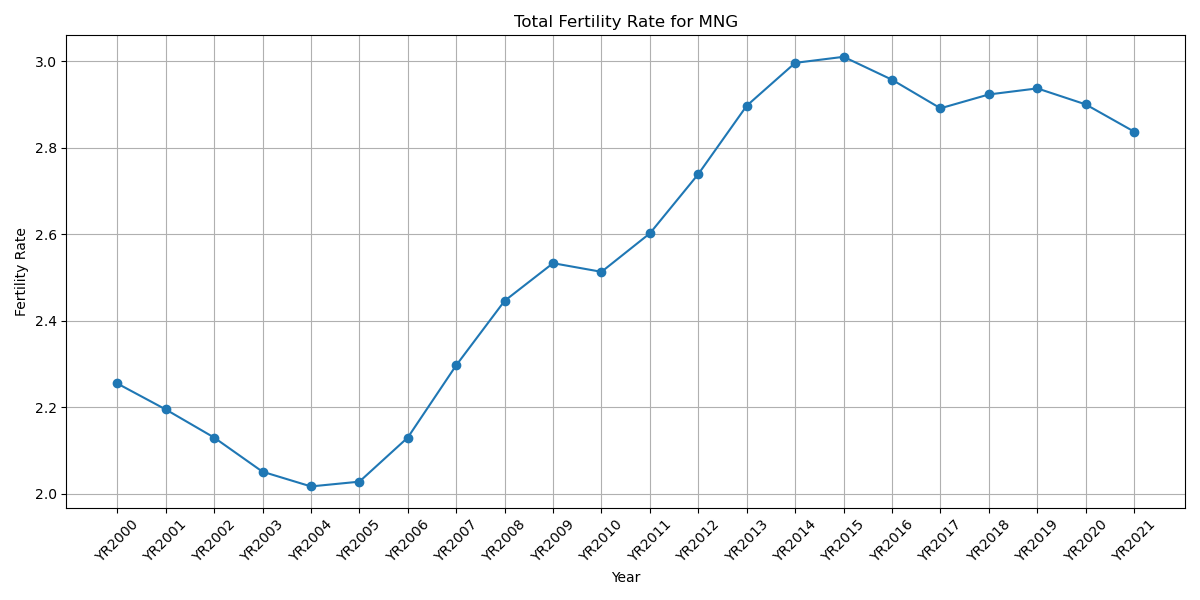 Total Fertility Rate for MNG
Fertility Rate
3.0
2.8
2.6
2.4
2.2
2.0
YR2000
YR2001
YR2002
YR2003
YR2004
YR2005
YR2006
YR2007
YR2008
YR2009
YR2010
YR2011
YR2012
YR2013
YR2014
YR2015
YR2016
YR2017
YR2018
YR2019
YR2020
YR2021
Year